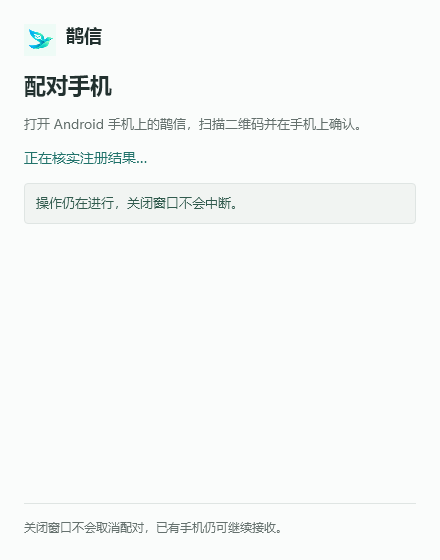 鹊信
配对手机
打开 Android 手机上的鹊信，扫描二维码并在手机上确认。
正在核实注册结果...
操作仍在进行，关闭窗口不会中断。
关闭窗口不会取消配对，已有手机仍可继续接收。